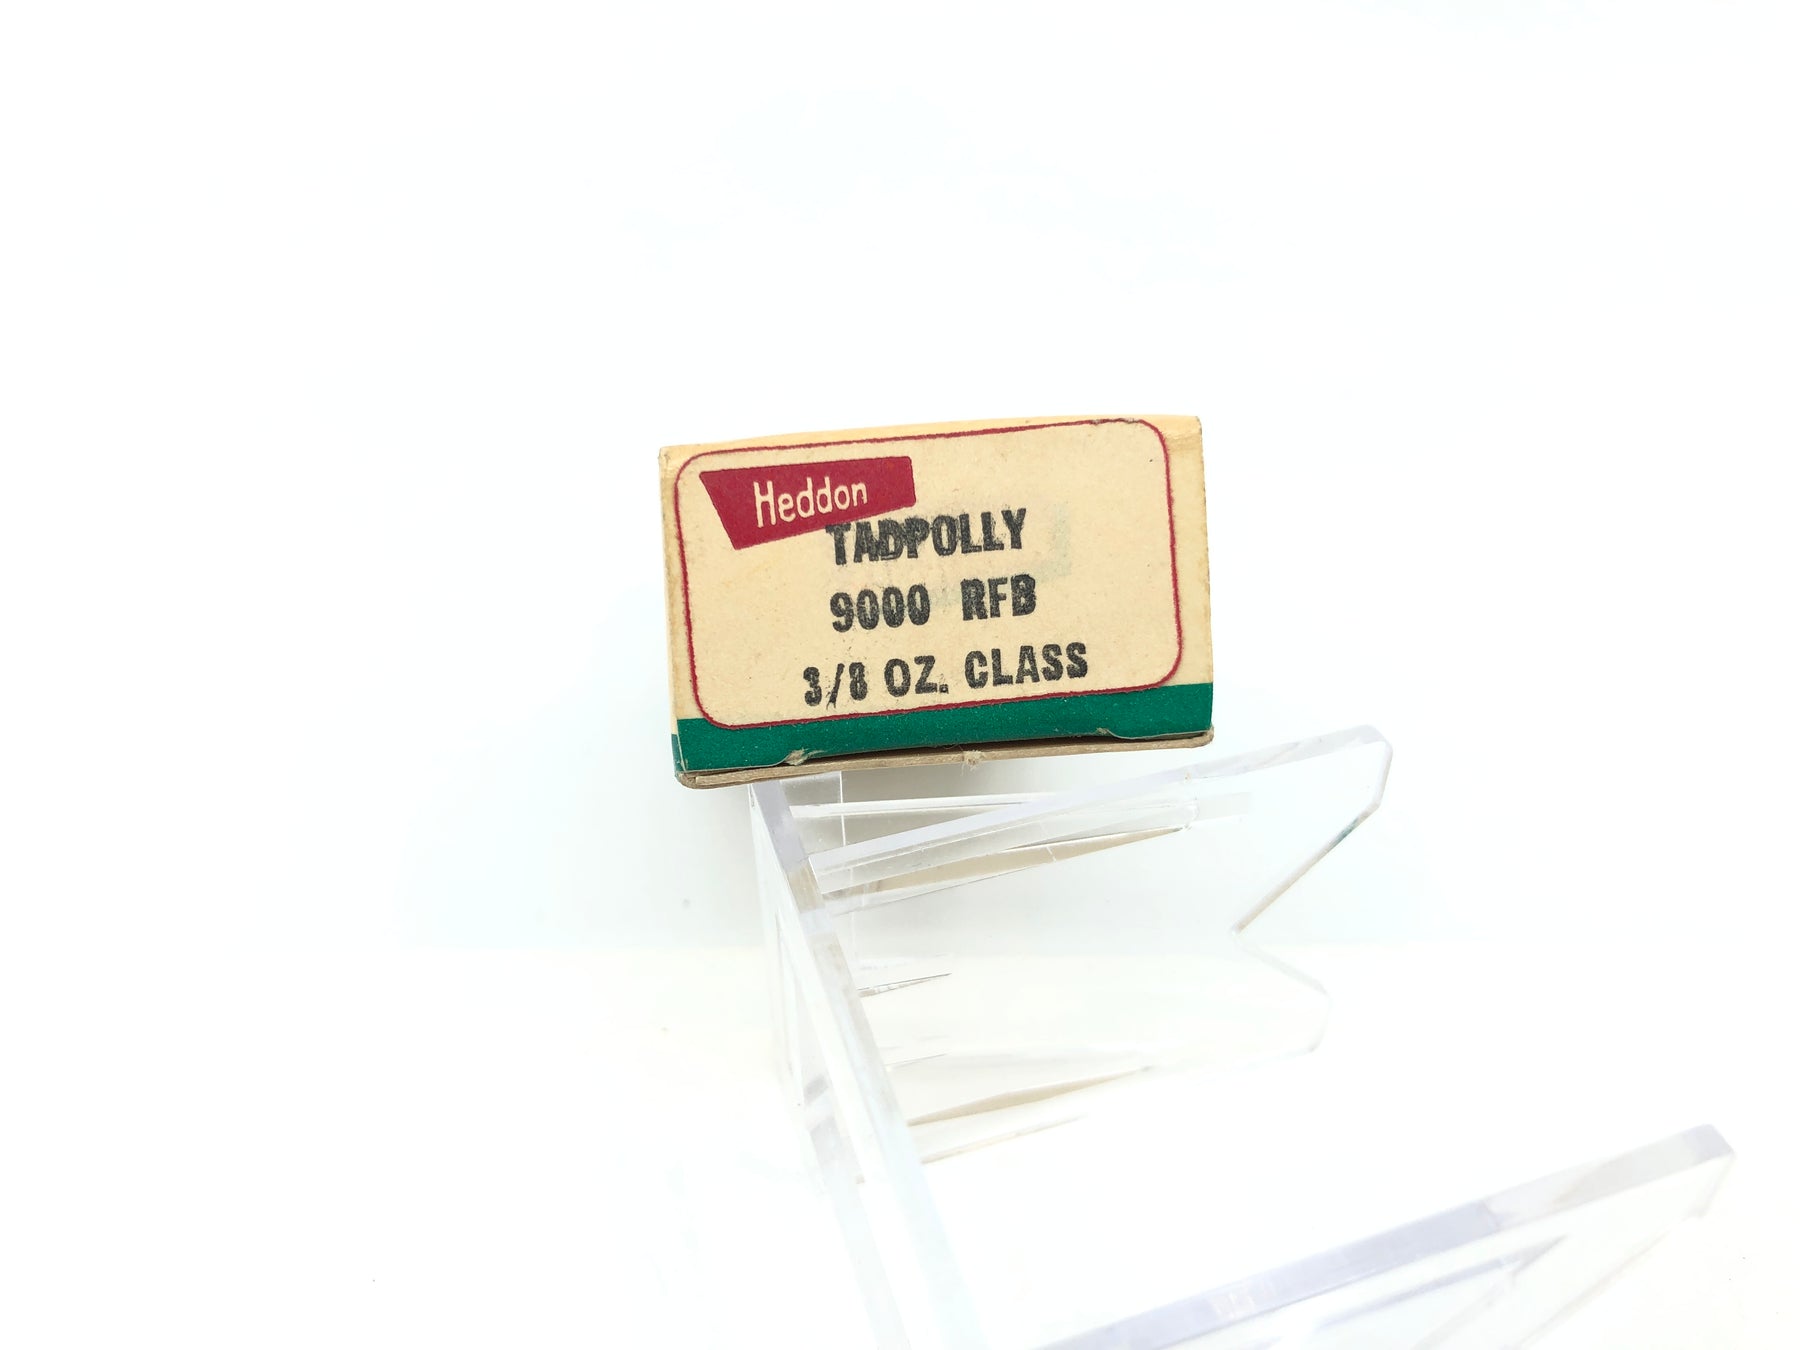 Heddon
TADPOLLY
9000 RFB
3/8 OZ. CLASS